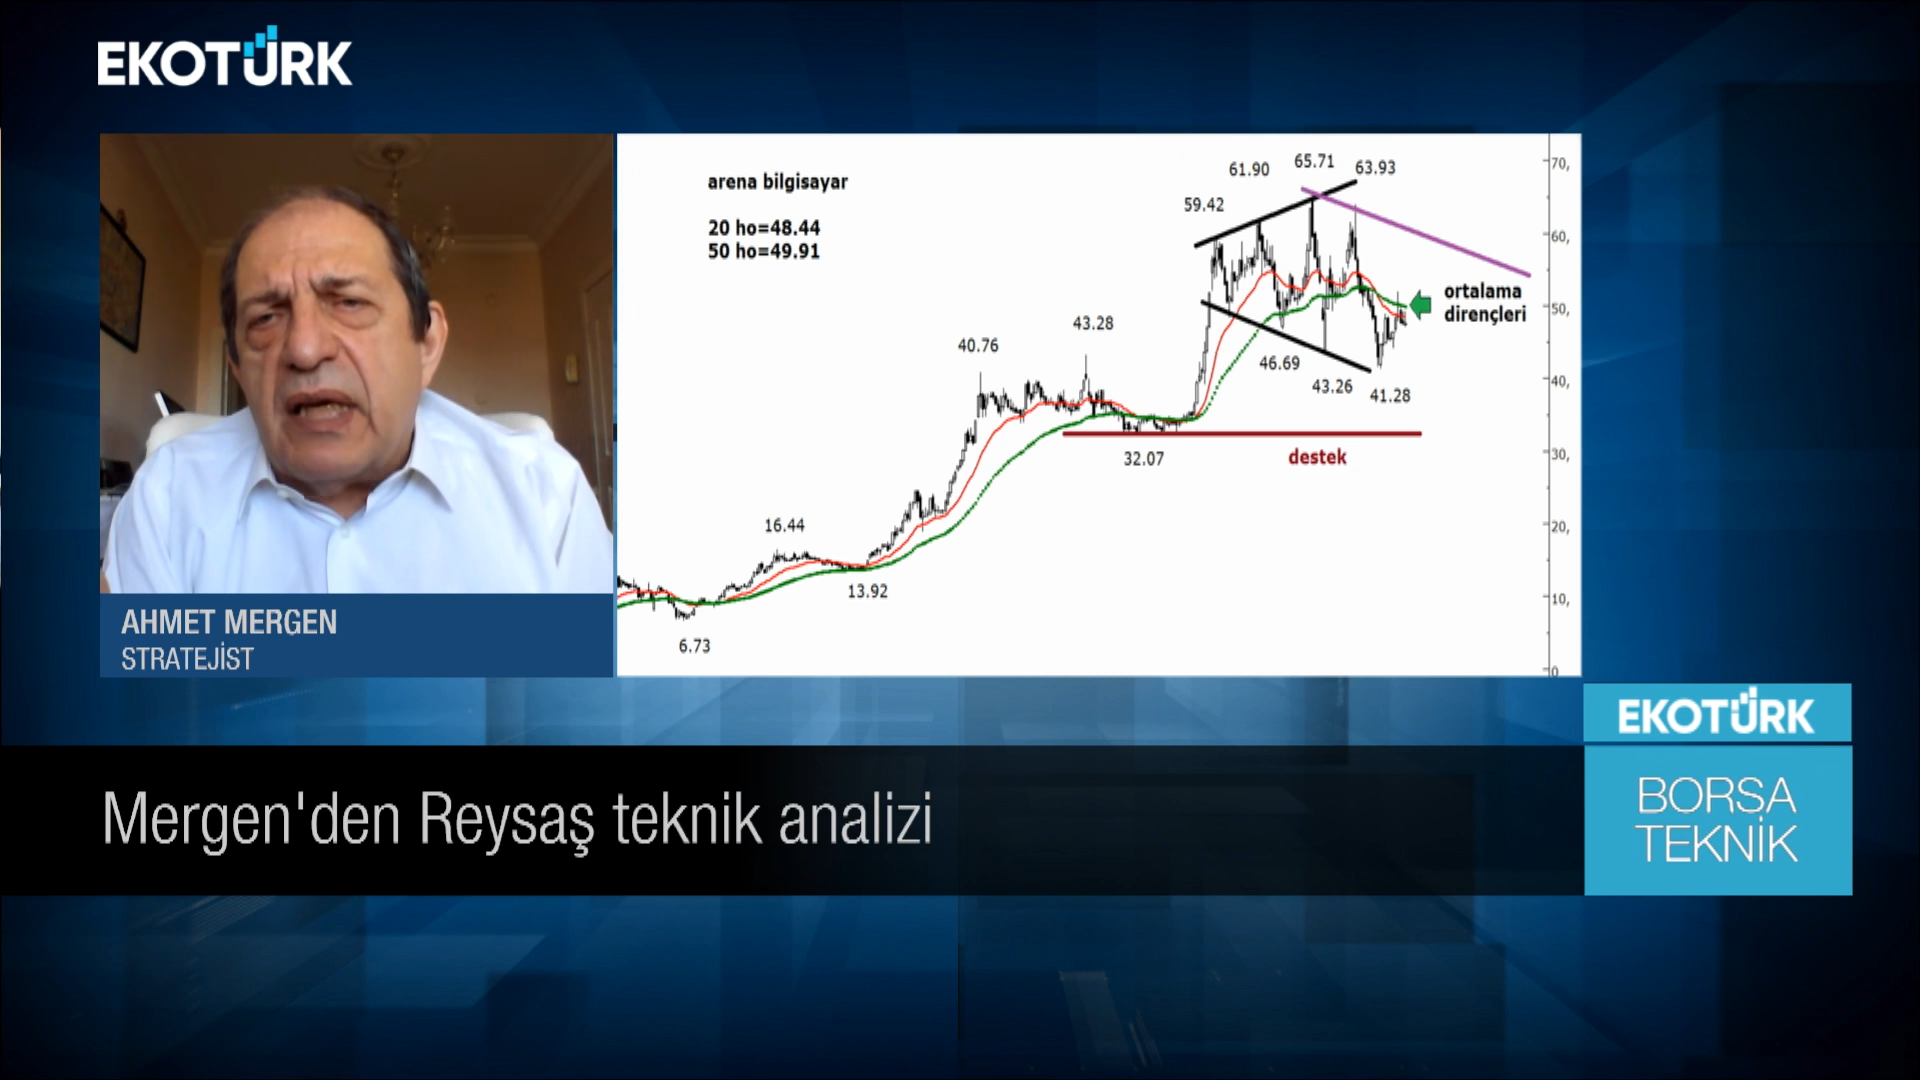 EKOTÜRK
arena bilgisayar
20 ho=48.44
50 ho=49.91
61.90
65.71
63.93
59.42
70,
60,
50,
40,
30,
20,
10,
0
ortalama
dirençleri
43.28
40.76
46.69
43.26
41.28
32.07
destek
16.44
13.92
6.73
AHMET MERGEN
STRATEJİST
EKOTÜRK
BORSA
TEKNİK
Mergen'den Reysaş teknik analizi